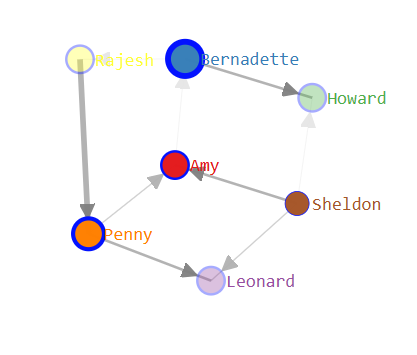 Rajesh
Bernadette
Howard
Amy
Sheldon
Penny
Leonard